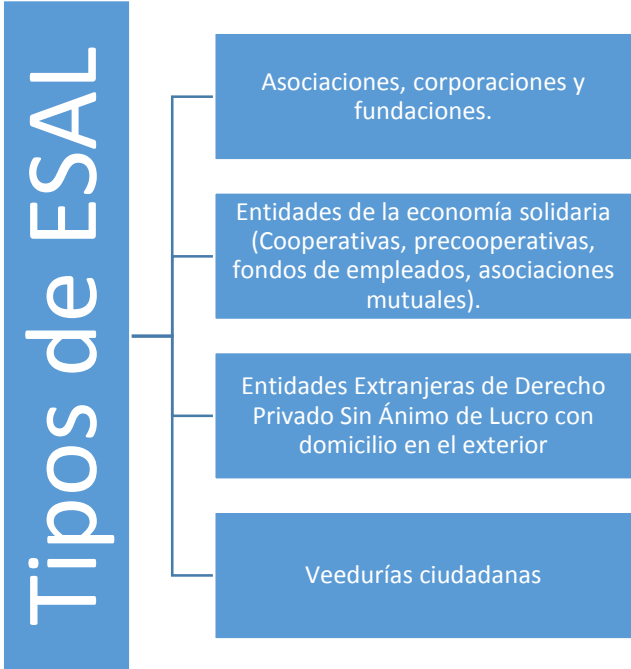 Tipos de ESAL
Asociaciones, corporaciones y
fundaciones.
Entidades de la economía solidaria
(Cooperativas, precooperativas,
fondos de empleados, asociaciones
mutuales).
Entidades Extranjeras de Derecho
Privado Sin Ánimo de Lucro con
domicilio en el exterior
Veedurías ciudadanas